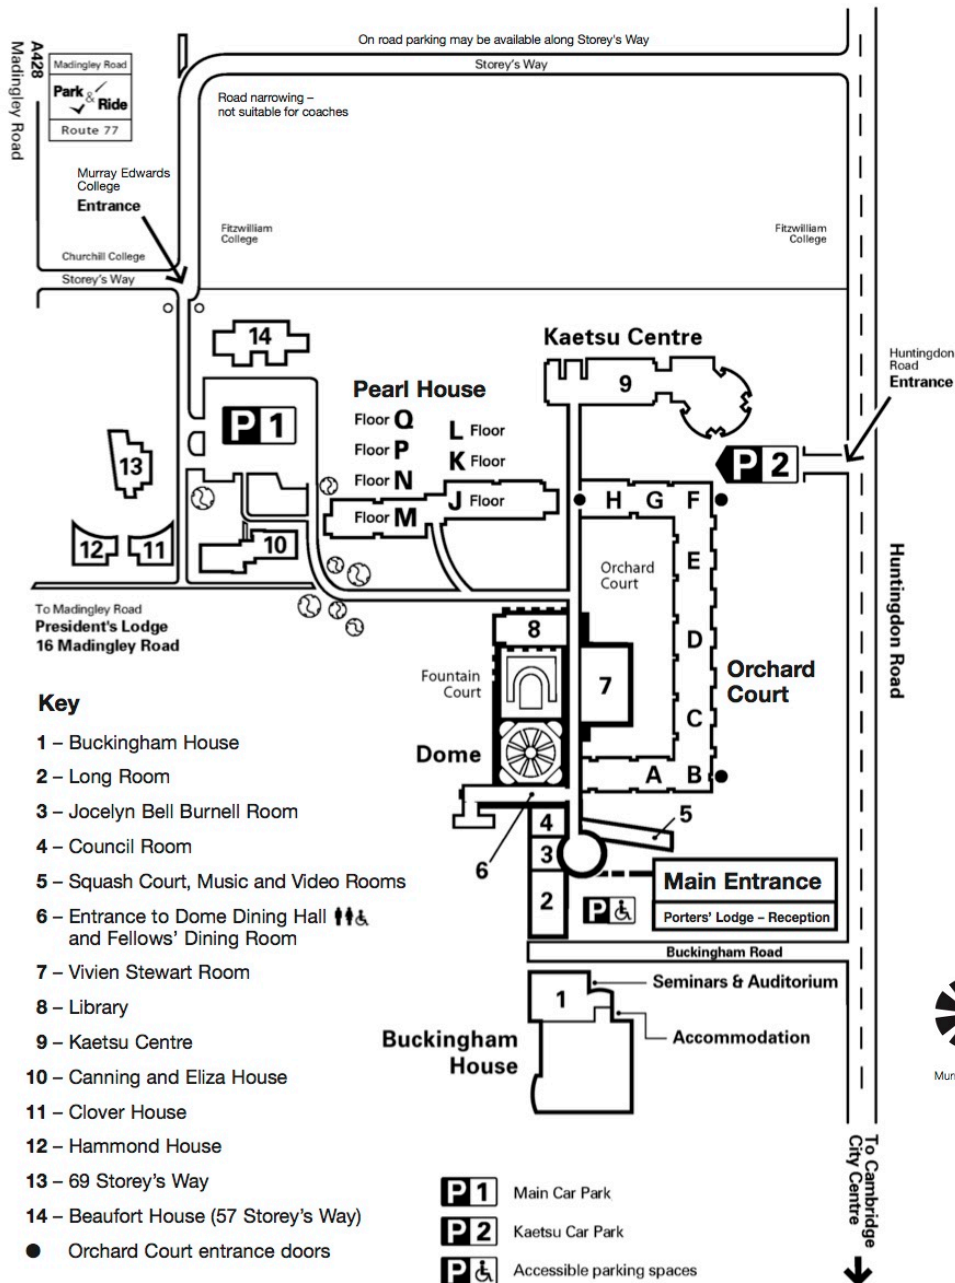 On road parking may be available along Storey's Way
Storey's Way
A428
Madingley Road
Madingley Road
Park & Ride
Route 77
Road narrowing –
not suitable for coaches
Murray Edwards
College
Entrance
Fitzwilliam
College
Fitzwilliam
College
Churchill College
Storey's Way
14
Kaetsu Centre
9
Huntingdon
Road
Entrance
Pearl House
Floor Q
Floor P
Floor N
Floor M
L Floor
K Floor
J Floor
P 1
P 2
13
12
11
10
H G F
E
D
C
A B
Orchard
Court
Orchard
Court
Huntingdon Road
To Madingley Road
President's Lodge
16 Madingley Road
8
Fountain
Court
7
Dome
6
5
4
3
2
Main Entrance
Porters' Lodge – Reception
P
Buckingham Road
1
Seminars & Auditorium
Accommodation
Buckingham
House
Key
1 – Buckingham House
2 – Long Room
3 – Jocelyn Bell Burnell Room
4 – Council Room
5 – Squash Court, Music and Video Rooms
6 – Entrance to Dome Dining Hall
and Fellows' Dining Room
7 – Vivien Stewart Room
8 – Library
9 – Kaetsu Centre
10 – Canning and Eliza House
11 – Clover House
12 – Hammond House
13 – 69 Storey's Way
14 – Beaufort House (57 Storey's Way)
● Orchard Court entrance doors
P 1 Main Car Park
P 2 Kaetsu Car Park
P Accessible parking spaces
To Cambridge
City Centre